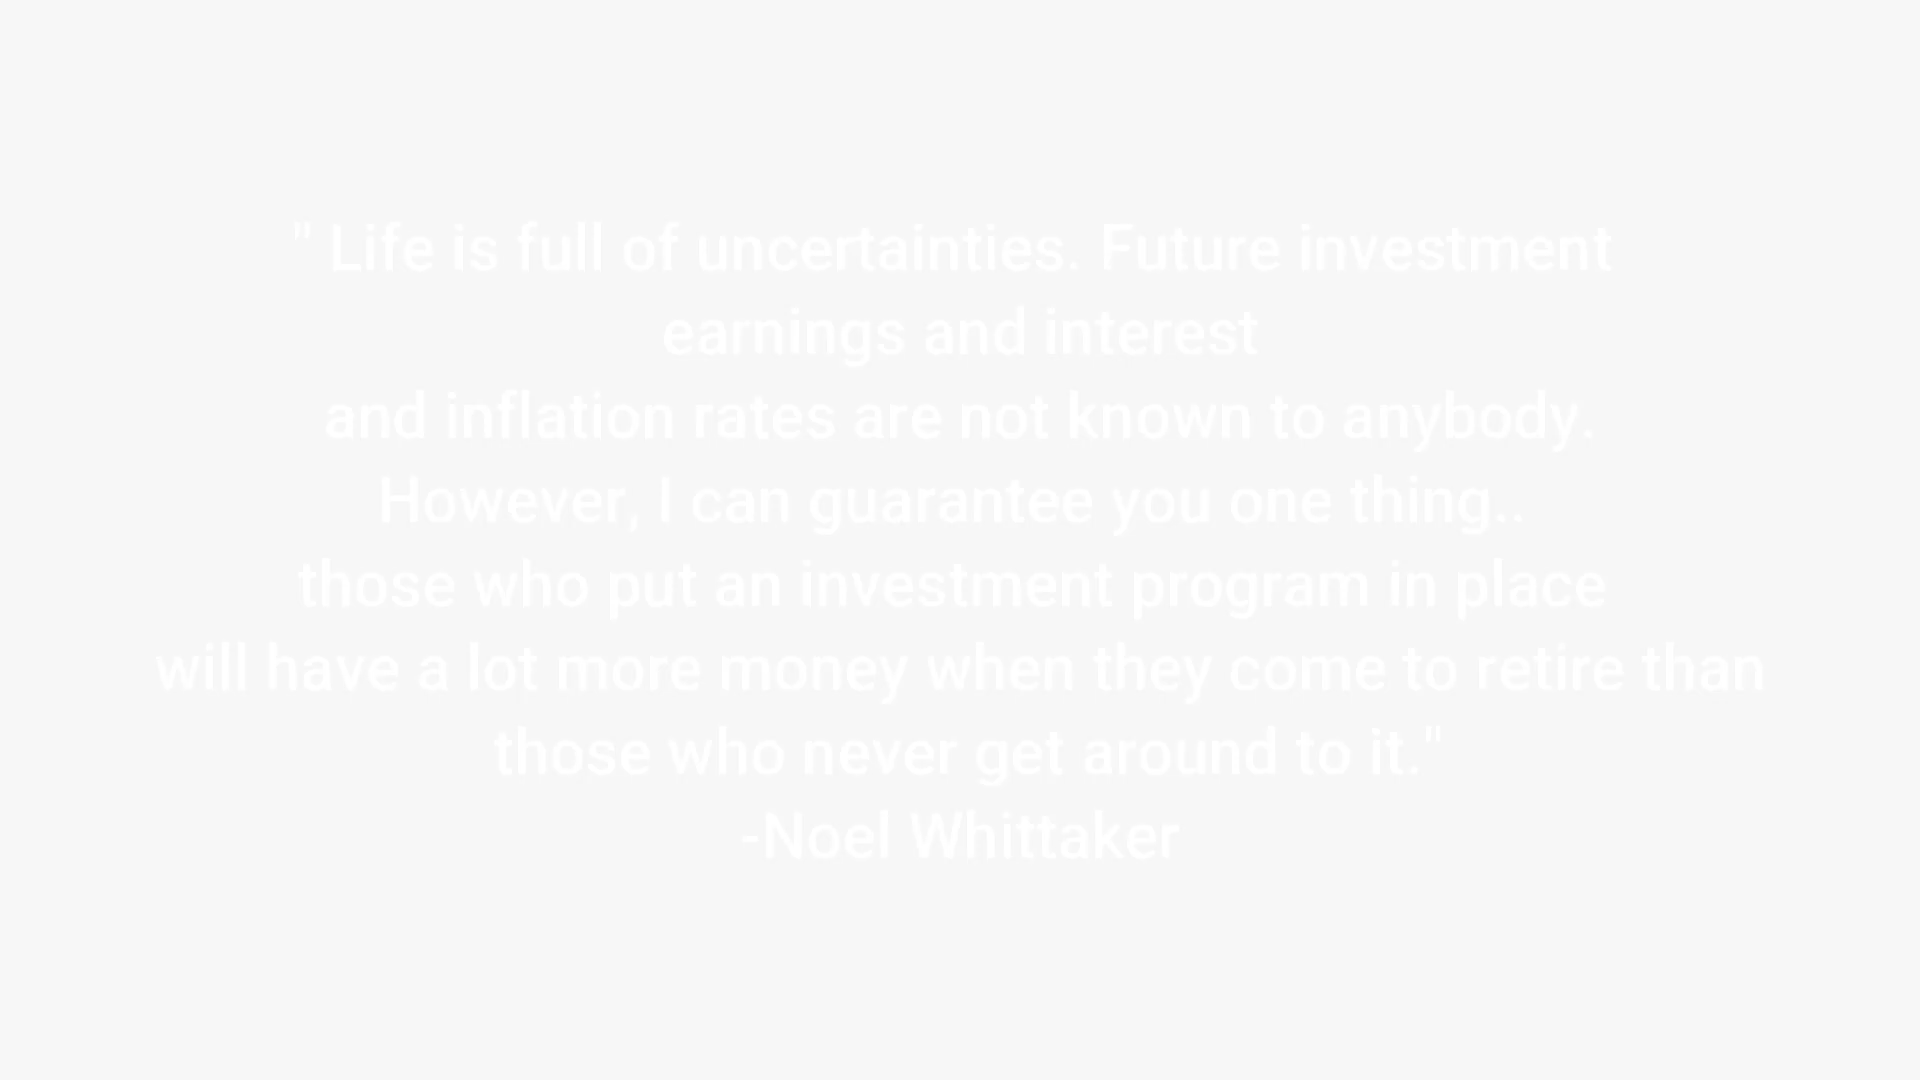 " Life is full of uncertainties. Future investment
earnings and interest
and inflation rates are not known to anybody.
However, I can guarantee you one thing..
those who put an investment program in place
will have a lot more money when they come to retire than
those who never get around to it."
-Noel Whittaker